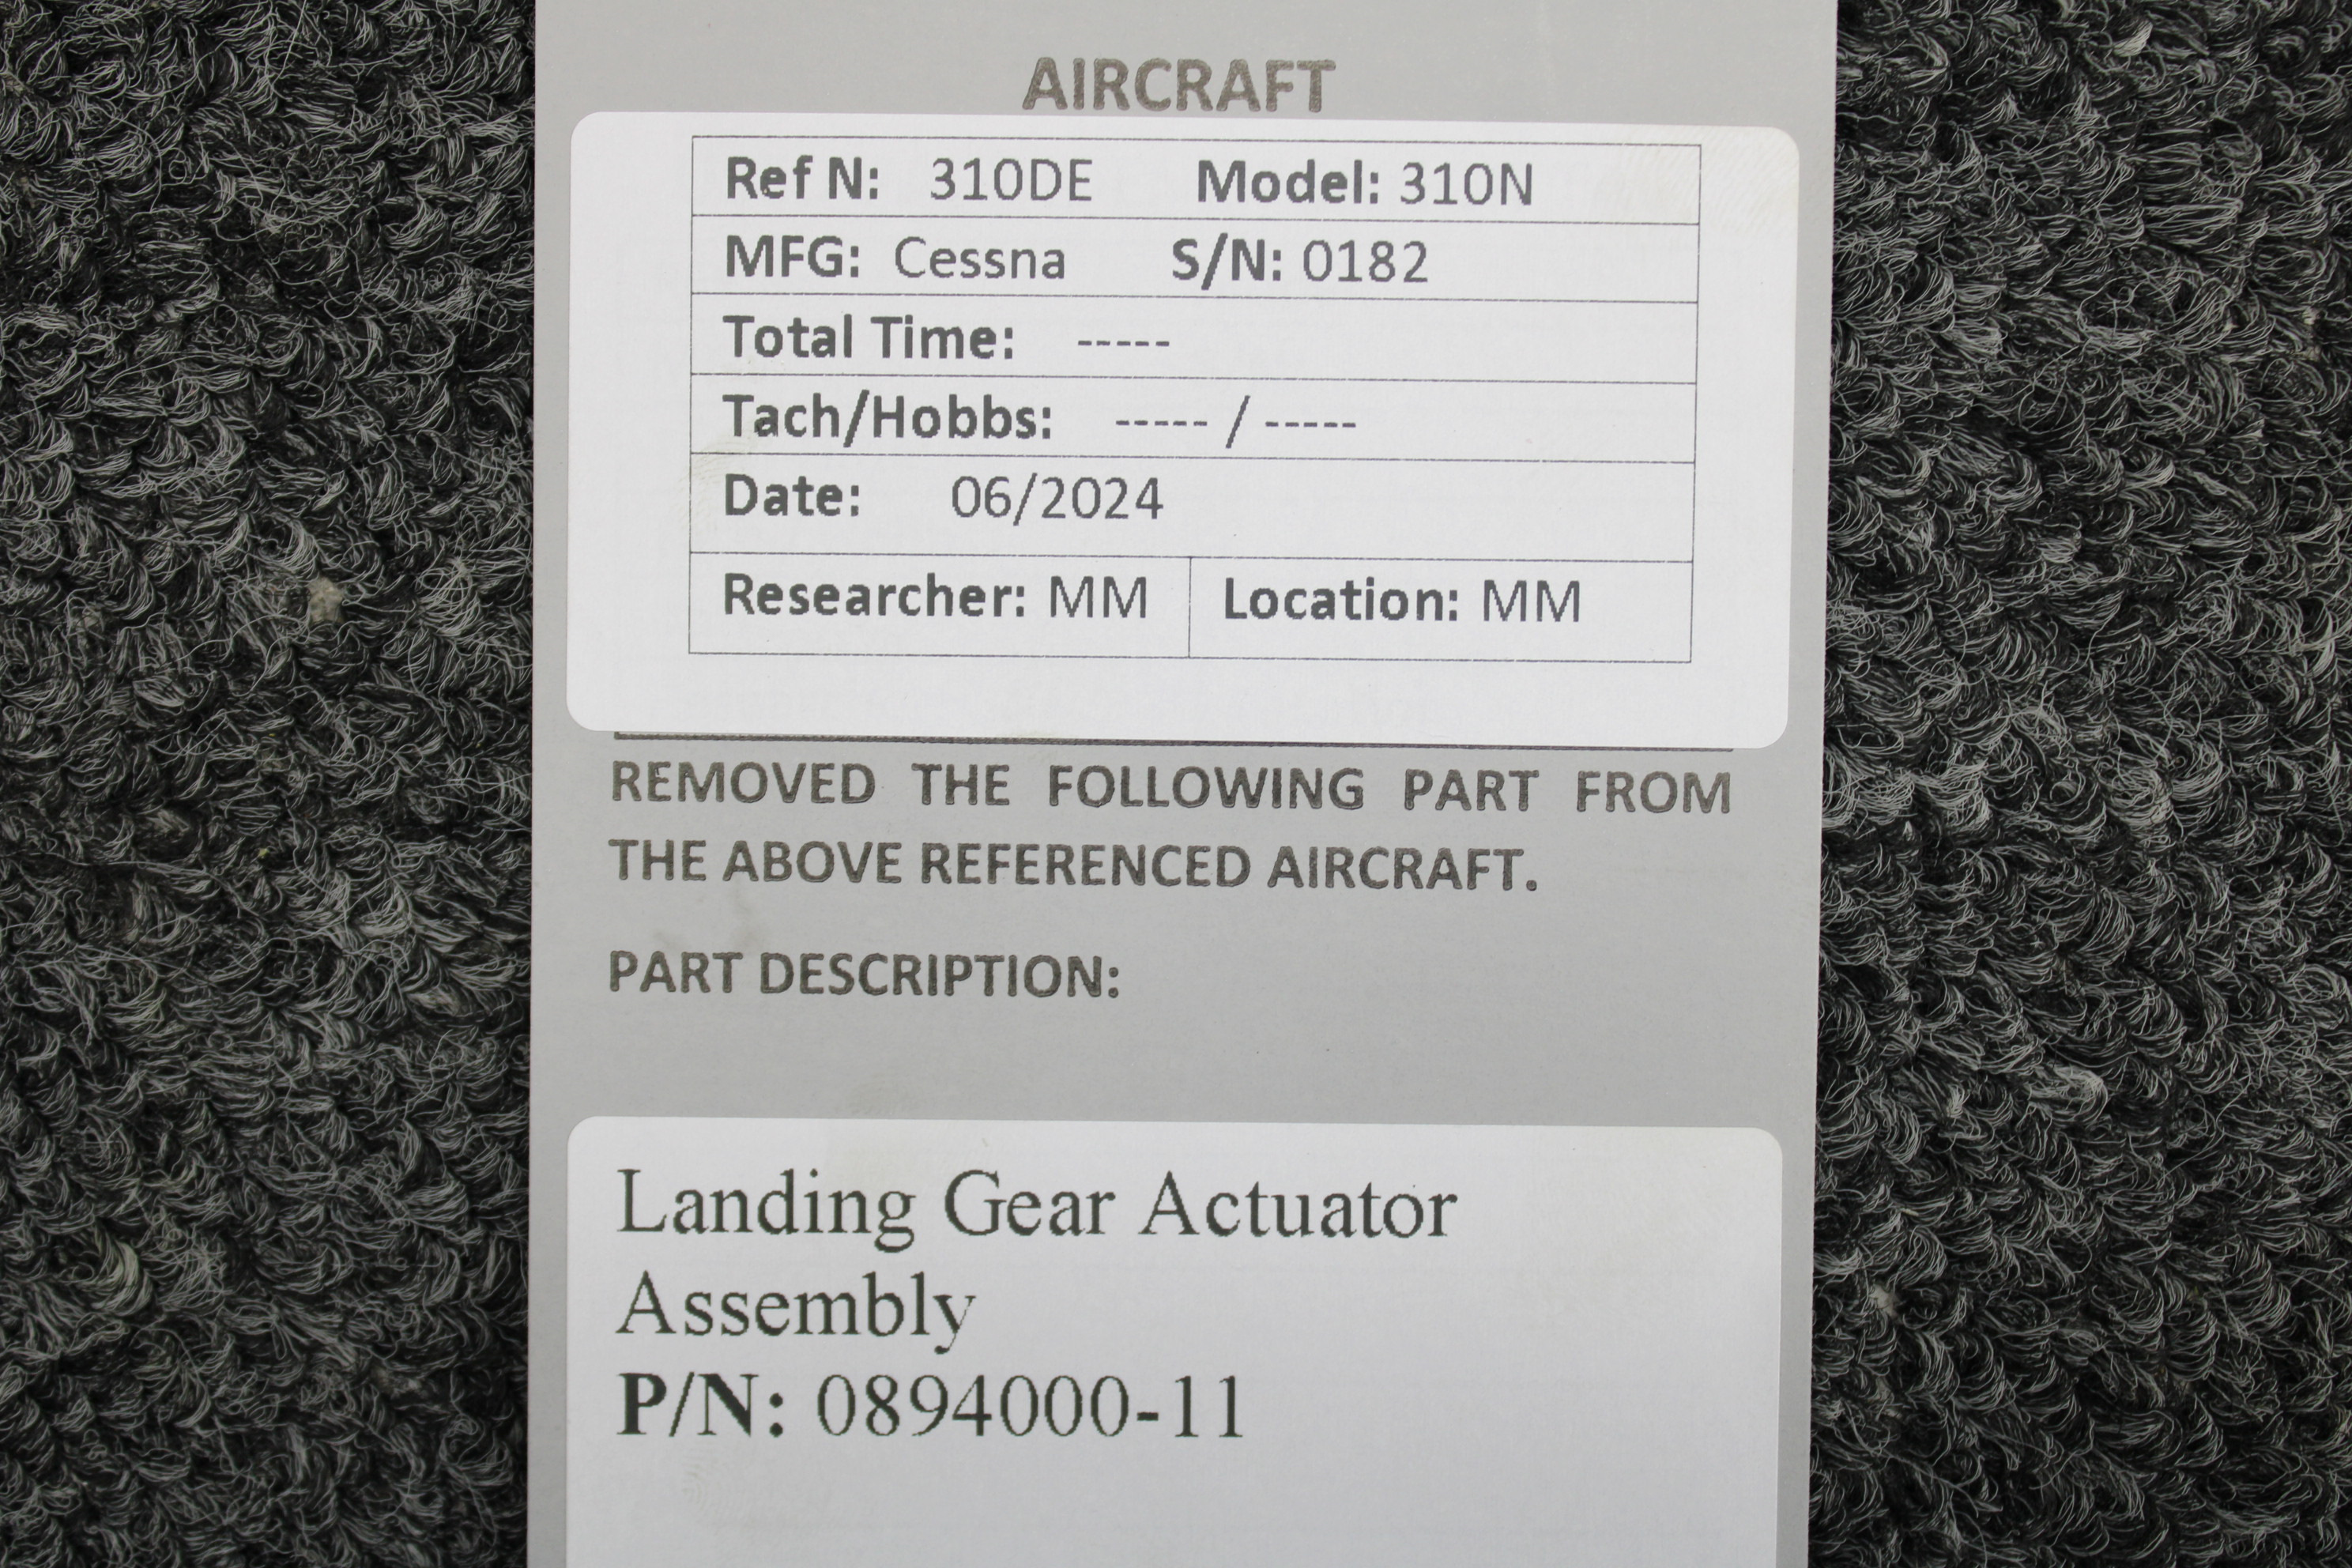 AIRCRAFT
Ref N: 310DE Model: 310N
MFG: Cessna S/N: 0182
Total Time: -----
Tach/Hobbs: ----- / -----
Date: 06/2024
Researcher: MM Location: MM
REMOVED THE FOLLOWING PART FROM
THE ABOVE REFERENCED AIRCRAFT.
PART DESCRIPTION:
Landing Gear Actuator
Assembly
P/N: 0894000-11